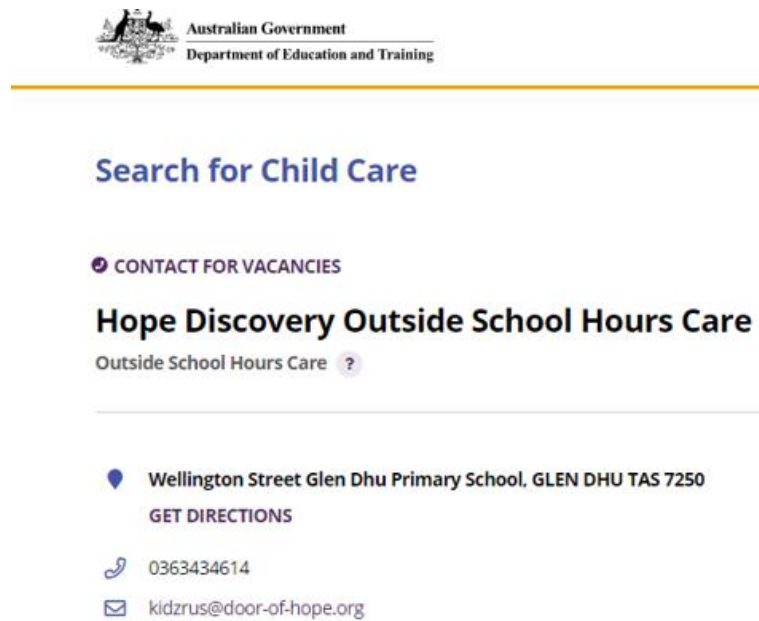 Australian Government
Department of Education and Training
Search for Child Care
CONTACT FOR VACANCIES
Hope Discovery Outside School Hours Care
Outside School Hours Care ?
Wellington Street Glen Dhu Primary School, GLEN DHU TAS 7250
GET DIRECTIONS
0363434614
kidzrus@door-of-hope.org